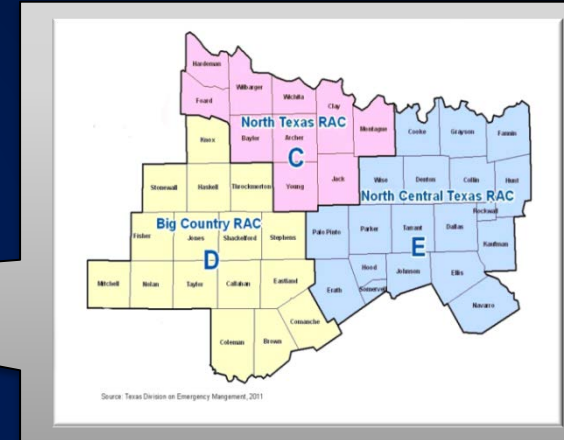 Hardeman
Foard
Wilbarger
Wichita
Clay
North Texas RAC
Montague
Cooke
Grayson
Fannin
Knox
Baylor
Archer
C
Stonewall
Haskell
Throckmorton
Young
Jack
Wise
Denton
Collin
Hunt
North Central Texas RAC
Rockwall
Big Country RAC
Fisher
Jones
Shackelford
Stephens
Palo Pinto
Parker
Tarrant
Dallas
Kaufman
D
E
Mitchell
Nolan
Taylor
Callahan
Eastland
Erath
Hood
Somervell
Johnson
Ellis
Navarro
Coleman
Brown
Comanche
Source: Texas Division on Emergency Mangement, 2011